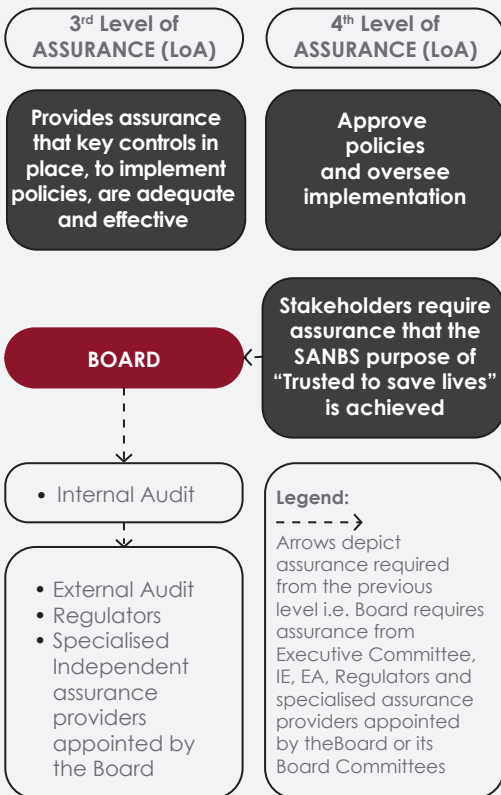 3rd Level of
ASSURANCE (LoA)
4th Level of
ASSURANCE (LoA)
Provides assurance
that key controls in
place, to implement
policies, are adequate
and effective
Approve
policies
and oversee
implementation
Stakeholders require
assurance that the
SANBS purpose of
“Trusted to save lives”
is achieved
BOARD
• Internal Audit
• External Audit
• Regulators
• Specialised
Independent
assurance
providers
appointed by
the Board
Legend:
Arrows depict
assurance required
from the previous
level i.e. Board requires
assurance from
Executive Committee,
IE, EA, Regulators and
specialised assurance
providers appointed
by theBoard or its
Board Committees